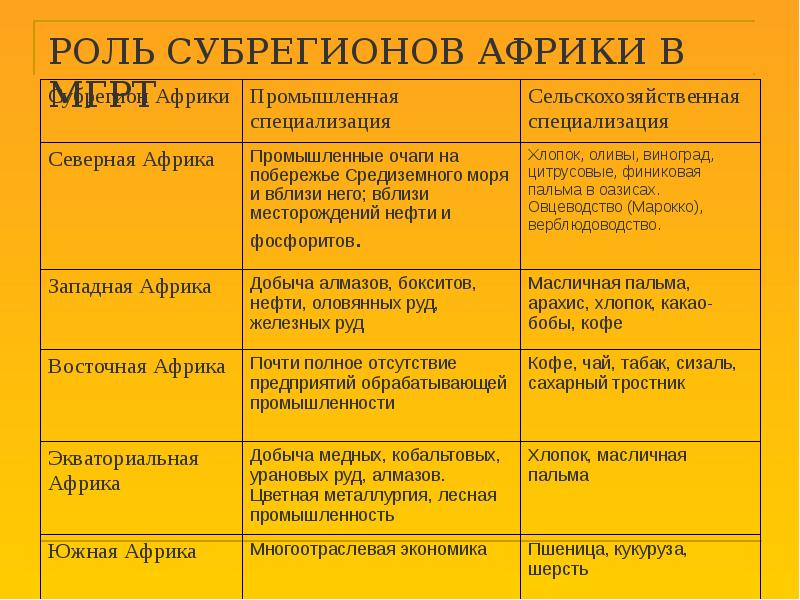 РОЛЬ СУБРЕГИОНОВ АФРИКИ В
МГРТ
Субрегион Африки
Промышленная
специализация
Сельскохозяйственная
специализация
Северная Африка
Промышленные очаги на
побережье Средиземного моря
и вблизи него; вблизи
месторождений нефти и
фосфоритов.
Хлопок, оливы, виноград,
цитрусовые, финиковая
пальма в оазисах.
Овцеводство (Марокко),
верблюдоводство.
Западная Африка
Добыча алмазов, бокситов,
нефти, оловянных руд,
железных руд
Масличная пальма,
арахис, хлопок, какао-
бобы, кофе
Восточная Африка
Почти полное отсутствие
предприятий обрабатывающей
промышленности
Кофе, чай, табак, сизаль,
сахарный тростник
Экваториальная
Африка
Добыча медных, кобальтовых,
урановых руд, алмазов.
Цветная металлургия, лесная
промышленность
Хлопок, масличная
пальма
Южная Африка
Многоотраслевая экономика
Пшеница, кукуруза,
шерсть